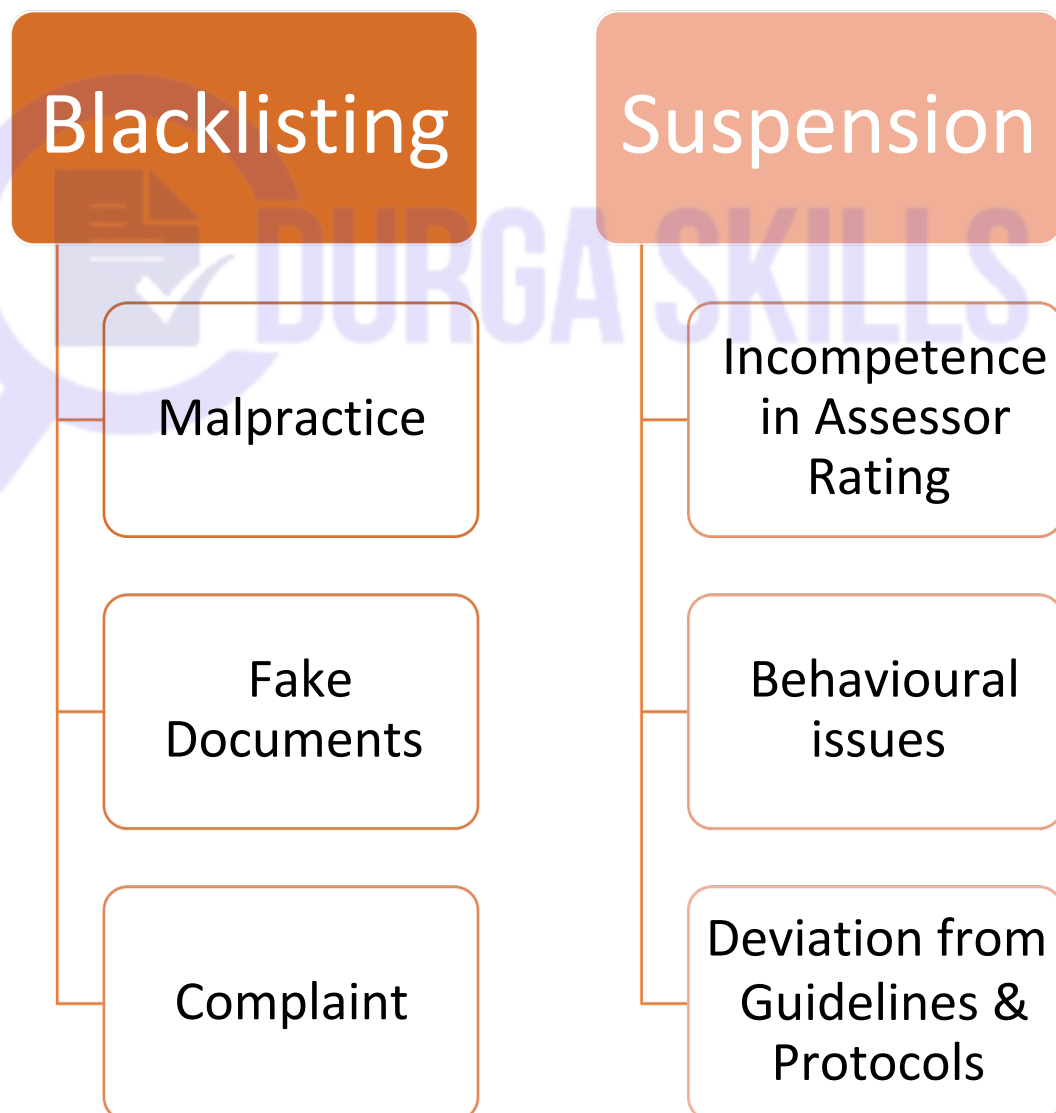 Blacklisting
Malpractice
Fake
Documents
Complaint
Suspension
Incompetence
in Assessor
Rating
Behavioural
issues
Deviation from
Guidelines &
Protocols
DURGA SKILLS